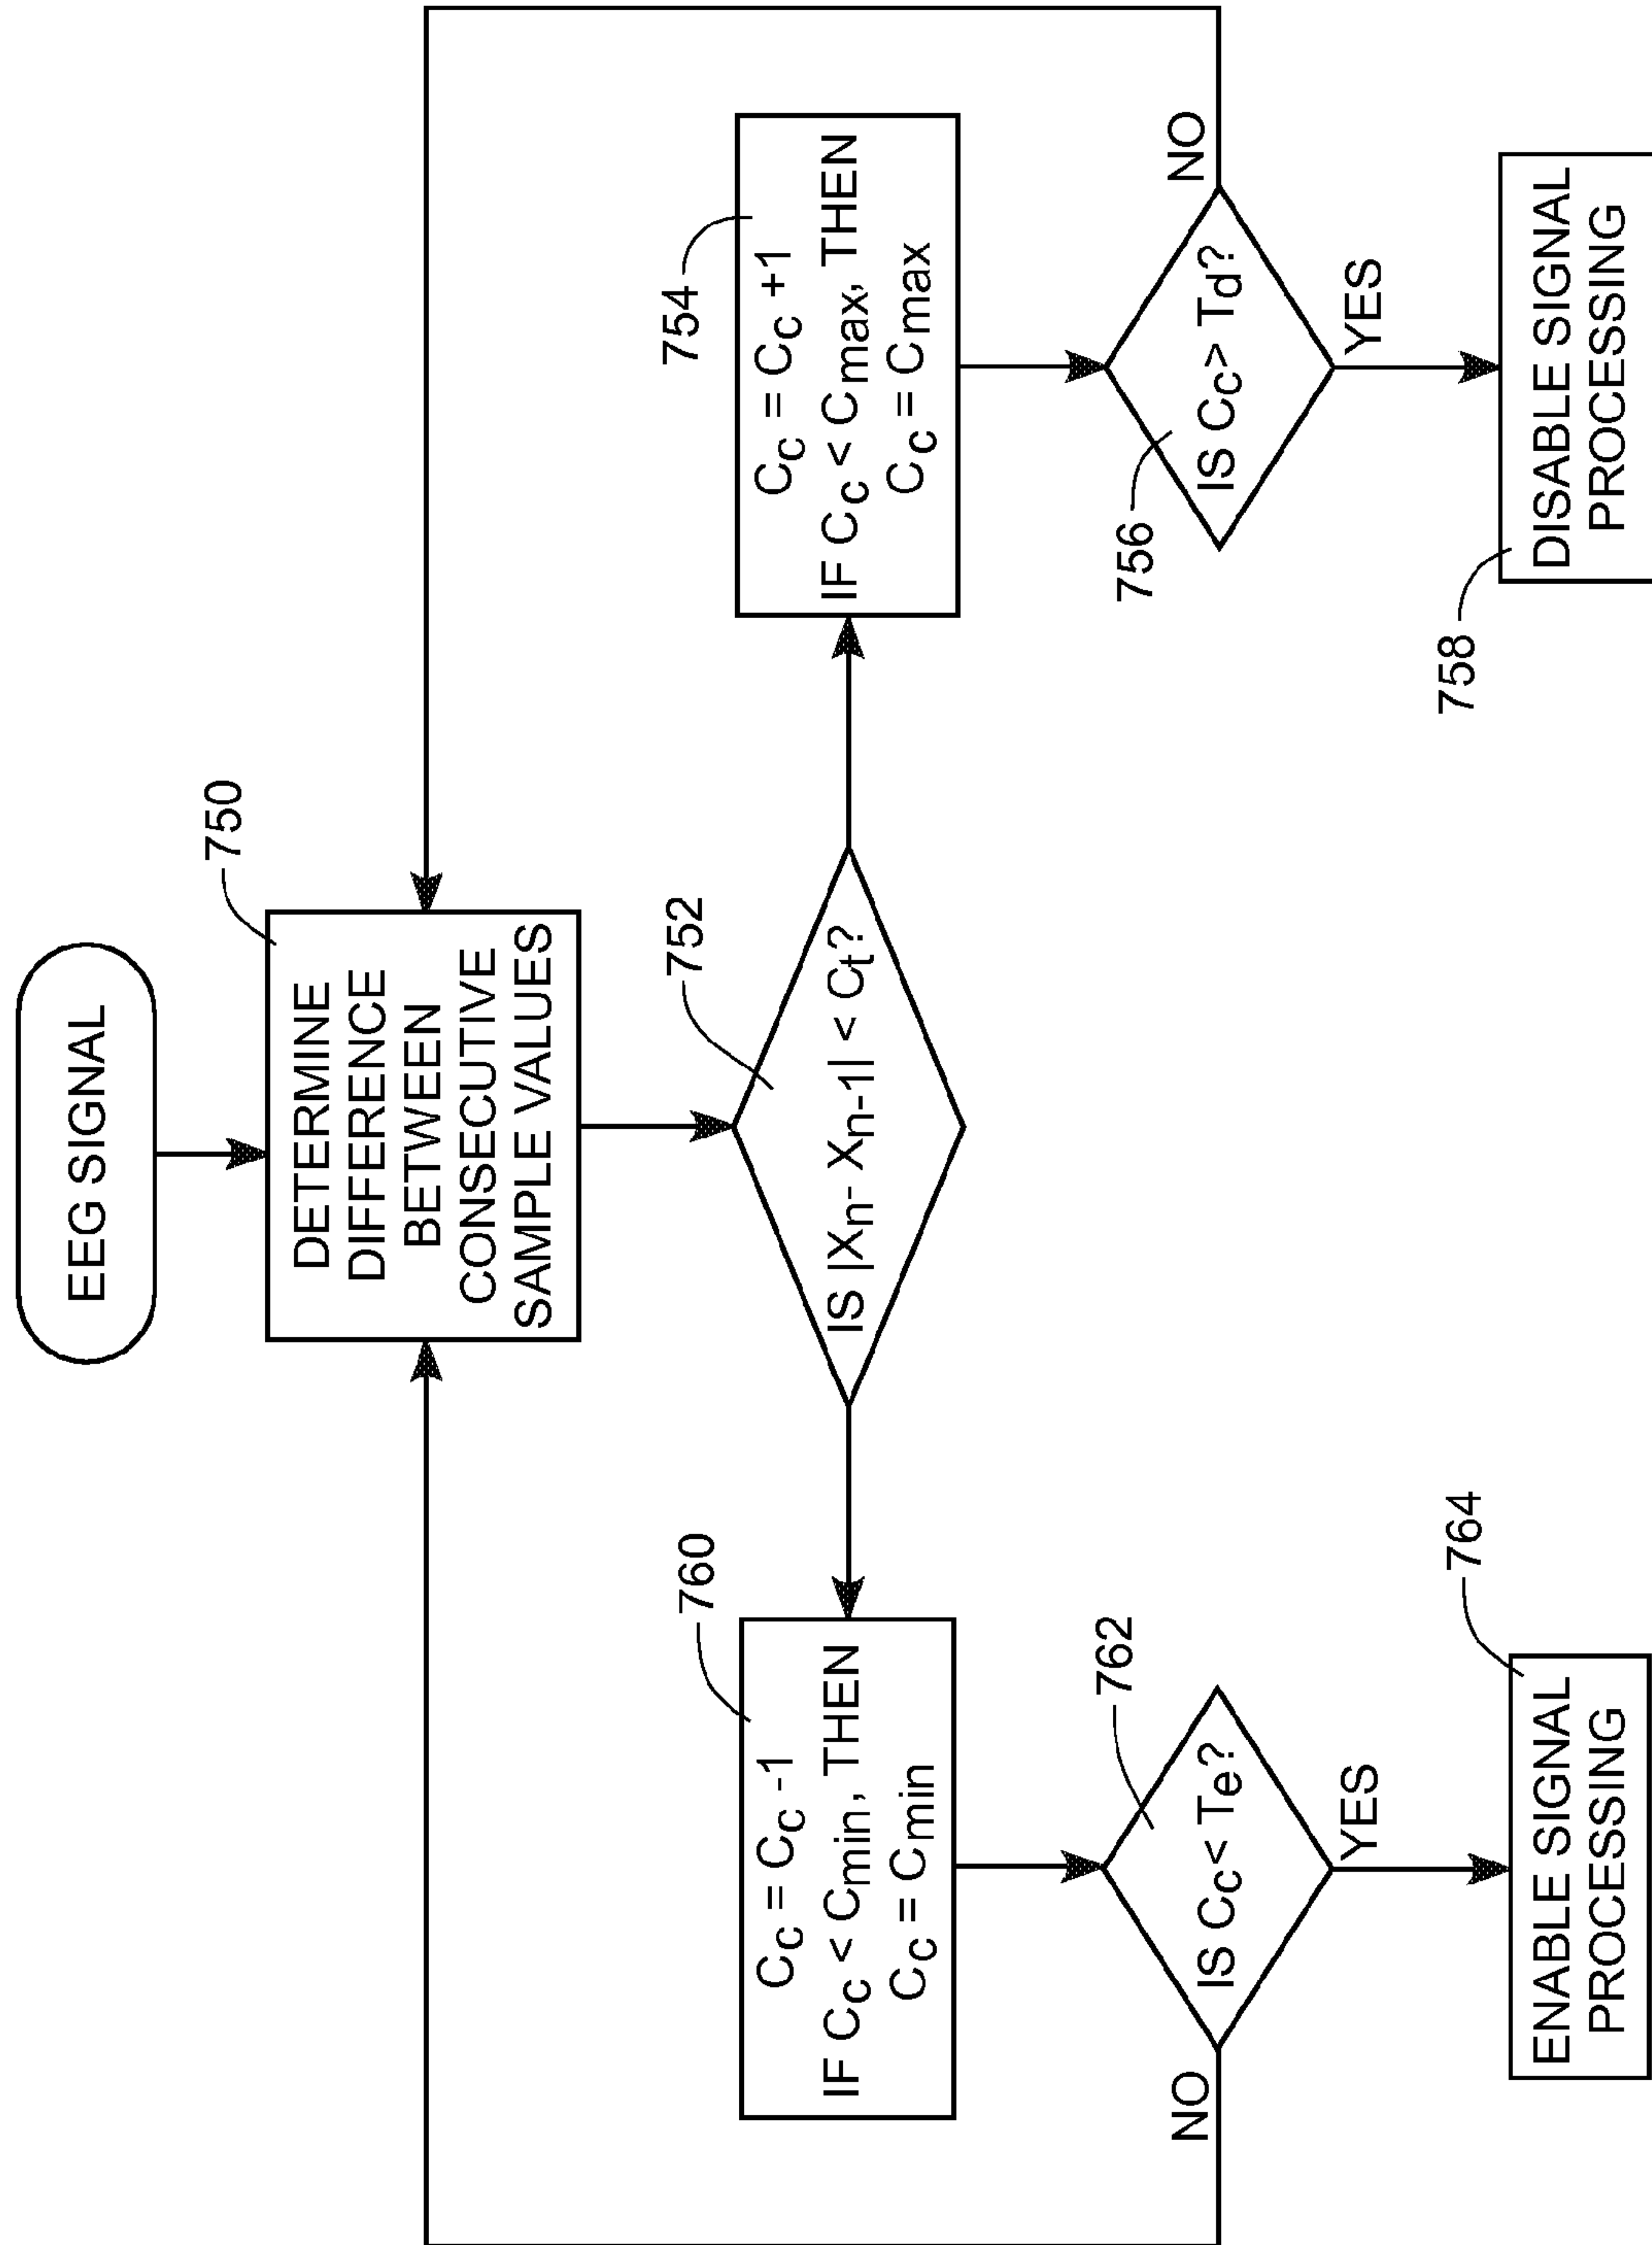 EEG SIGNAL
750
DETERMINE
DIFFERENCE
BETWEEN
CONSECUTIVE
SAMPLE VALUES
752
IS |Xn- Xn-1| < Ct?
760
Cc = Cc -1
IF Cc < Cmin, THEN
Cc = Cmin
754
Cc = Cc +1
IF Cc < Cmax, THEN
Cc = Cmax
762
IS Cc < Te?
NO
YES
756
IS Cc > Td?
NO
YES
764
ENABLE SIGNAL
PROCESSING
758
DISABLE SIGNAL
PROCESSING